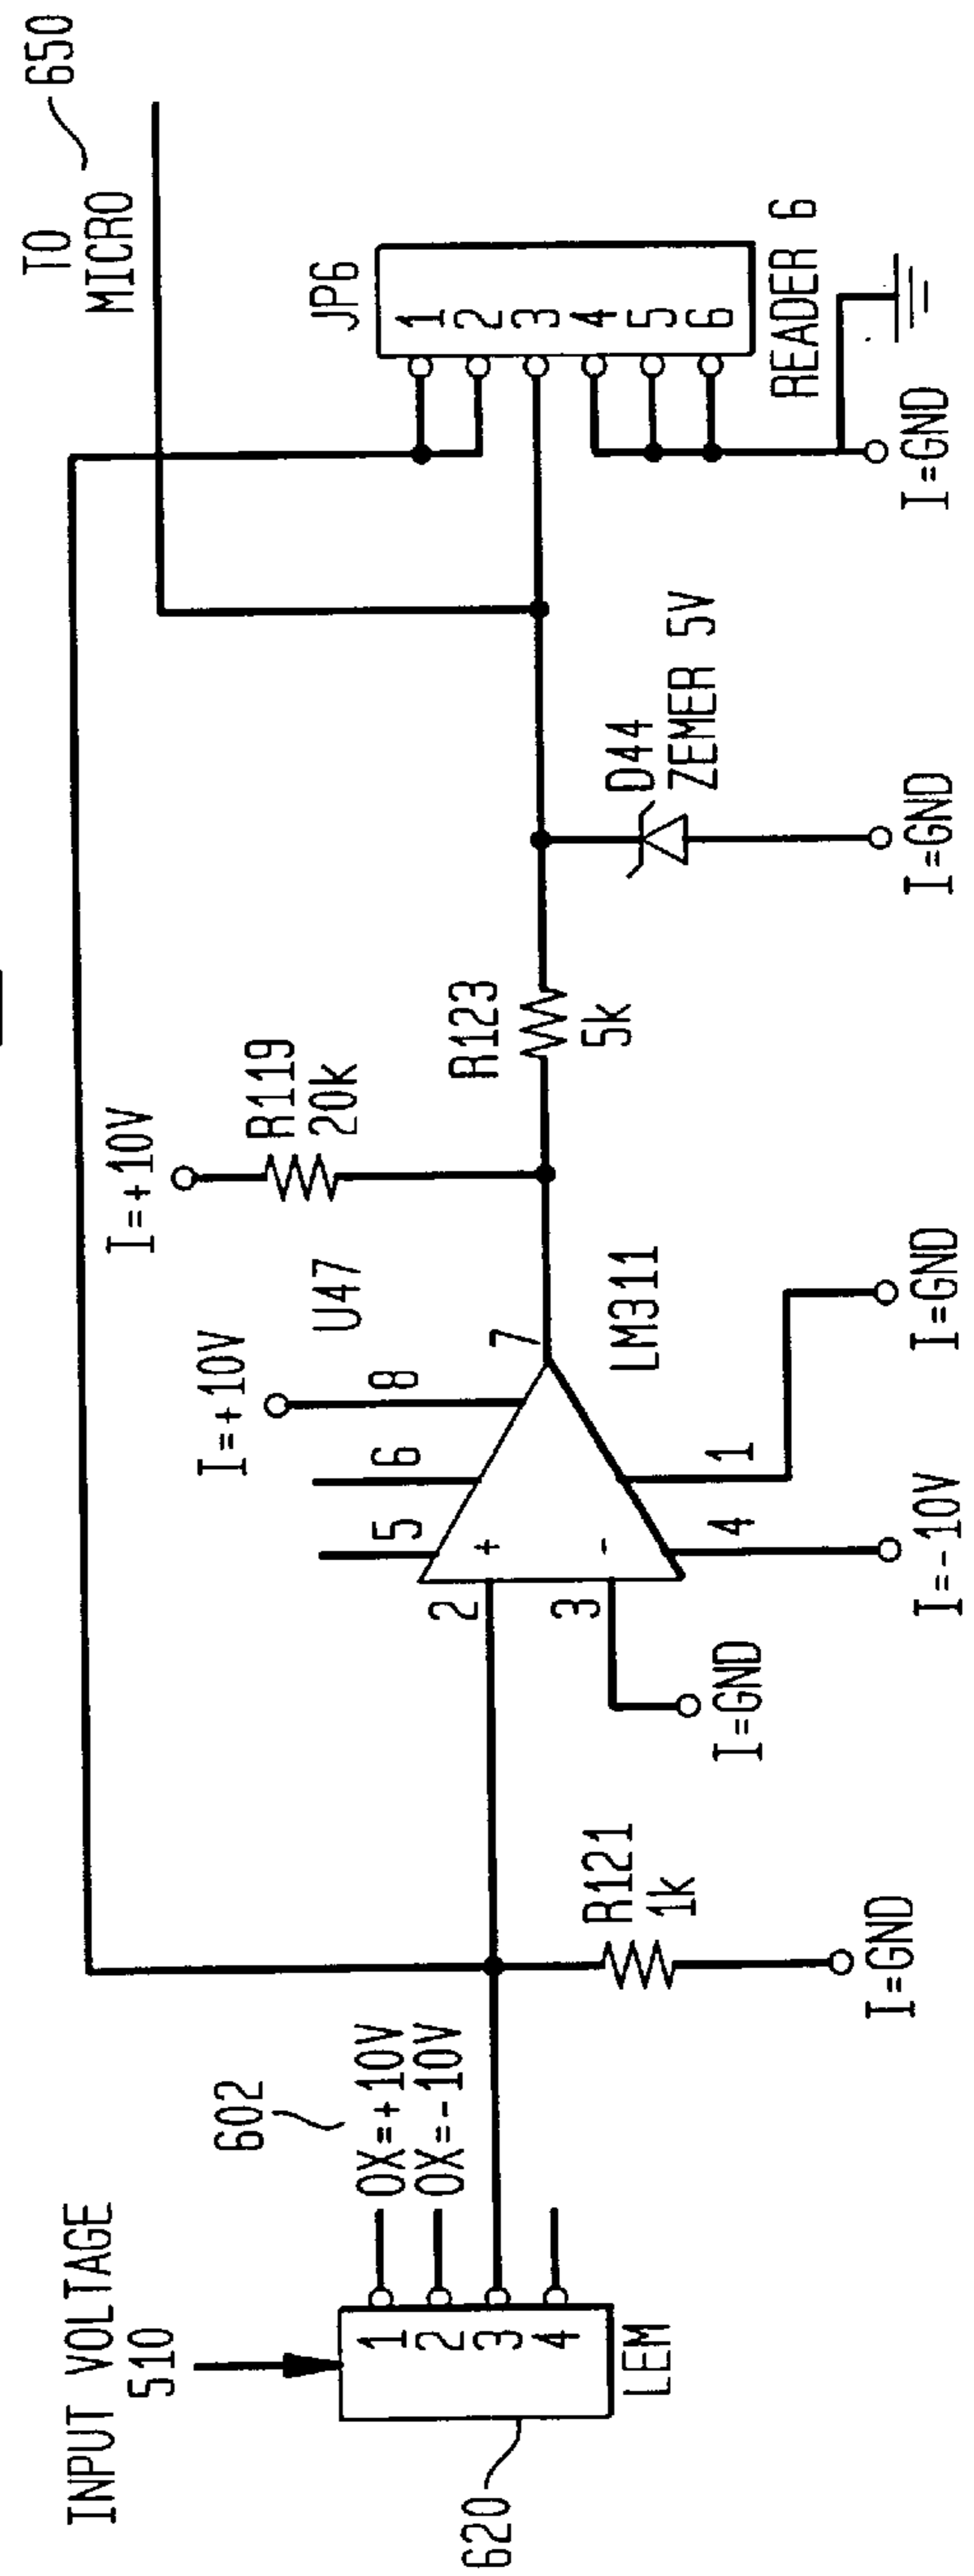 INPUT VOLTAGE
510
620
LEM
1
2
3
4
602
OX=+10V
OX=-10V
R121
1k
I=GND
2
3
+
-
I=GND
5
6
8
I=+10V
U47
7
LM311
4
I=-10V
1
I=GND
I=+10V
R119
20k
R123
5k
D44
ZEMER 5V
I=GND
TO
MICRO
650
JP6
1
2
3
4
5
6
READER 6
I=GND